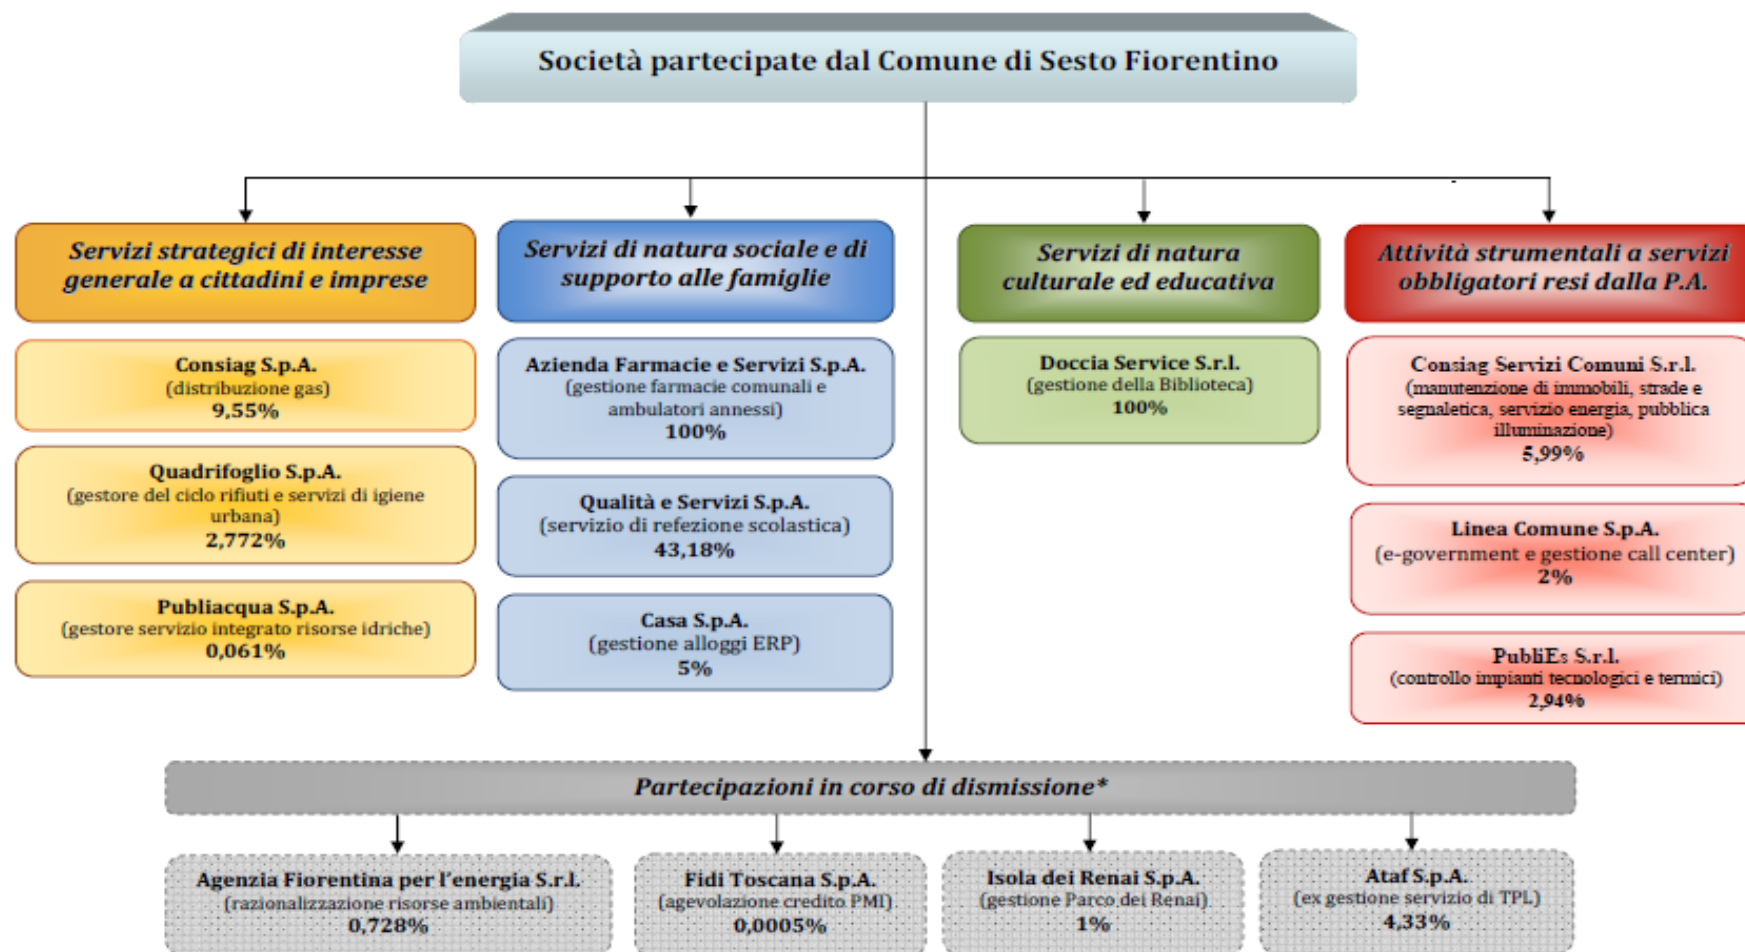 Società partecipate dal Comune di Sesto Fiorentino
Servizi strategici di interesse
generale a cittadini e imprese
Consiag S.p.A.
(distribuzione gas)
9,55%
Quadrifoglio S.p.A.
(gestore del ciclo rifiuti e servizi di igiene
urbana)
2,772%
Publiacqua S.p.A.
(gestore servizio integrato risorse idriche)
0,061%
Servizi di natura sociale e di
supporto alle famiglie
Azienda Farmacie e Servizi S.p.A.
(gestione farmacie comunali e
ambulatori annessi)
100%
Qualità e Servizi S.p.A.
(servizio di refezione scolastica)
43,18%
Casa S.p.A.
(gestione alloggi ERP)
5%
Servizi di natura
culturale ed educativa
Doccia Service S.r.l.
(gestione della Biblioteca)
100%
Attività strumentali a servizi
obbligatori resi dalla P.A.
Consiag Servizi Comuni S.r.l.
(manutenzione di immobili, strade e
segnaletica, servizio energia, pubblica
illuminazione)
5,99%
Linea Comune S.p.A.
(e-government e gestione call center)
2%
PubliEs S.r.l.
(controllo impianti tecnologici e termici)
2,94%
Partecipazioni in corso di dismissione*
Agenzia Fiorentina per l'energia S.r.l.
(razionalizzazione risorse ambientali)
0,728%
Fidi Toscana S.p.A.
(agevolazione credito PMI)
0,0005%
Isola dei Renai S.p.A.
(gestione Parco dei Renai)
1%
Ataf S.p.A.
(ex gestione servizio di TPL)
4,33%